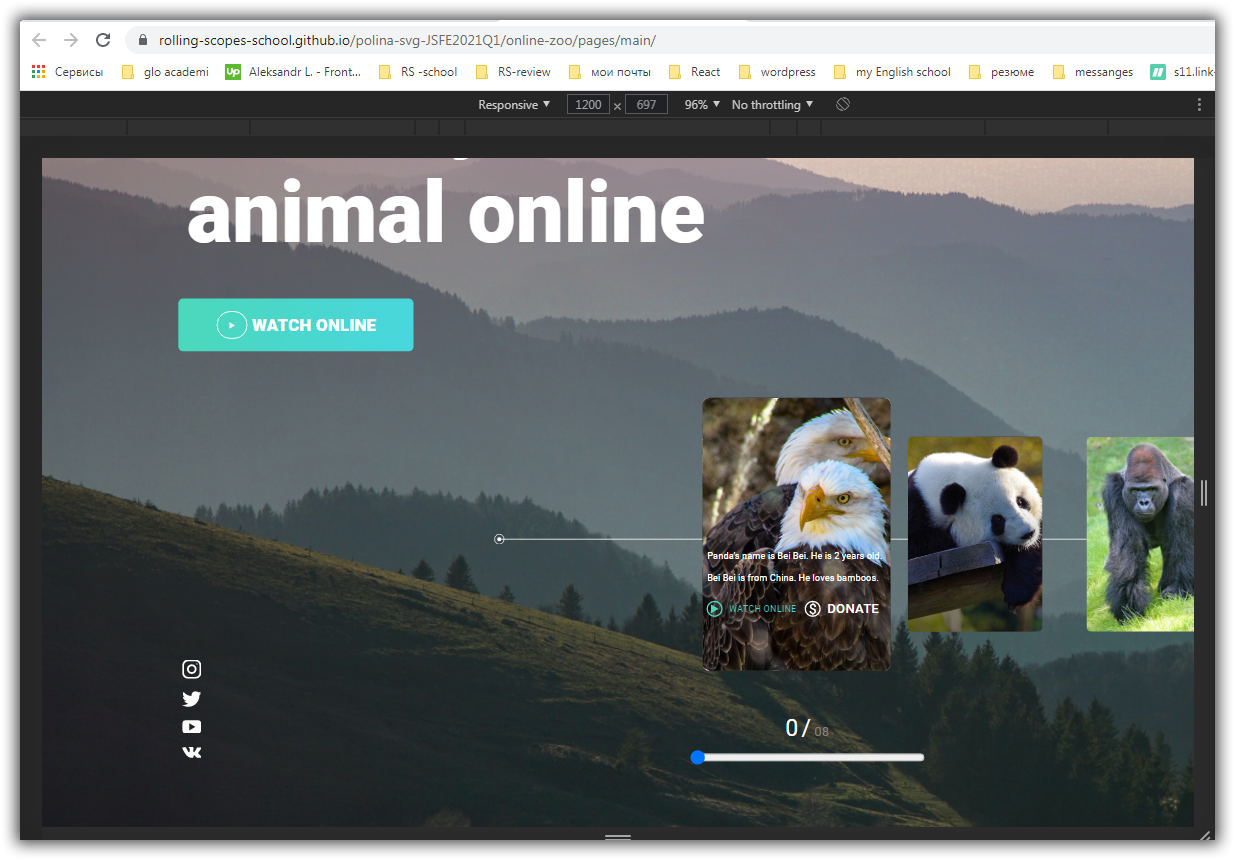 rolling-scopes-school.github.io/polina-svg-JSFE2021Q1/online-zoo/pages/main/
Сервисы glo academi Up Aleksandr L. - Front... RS -school RS-review мои почты React wordpress my English school резюме messanges s11.link-
Responsive ▼ 1200 x 697 96% ▼ No throttling ▼
animal online
WATCH ONLINE
Panda's name is Bei Bei. He is 2 years old.
Bei Bei is from China. He loves bamboos.
WATCH ONLINE DONATE
0 / 08